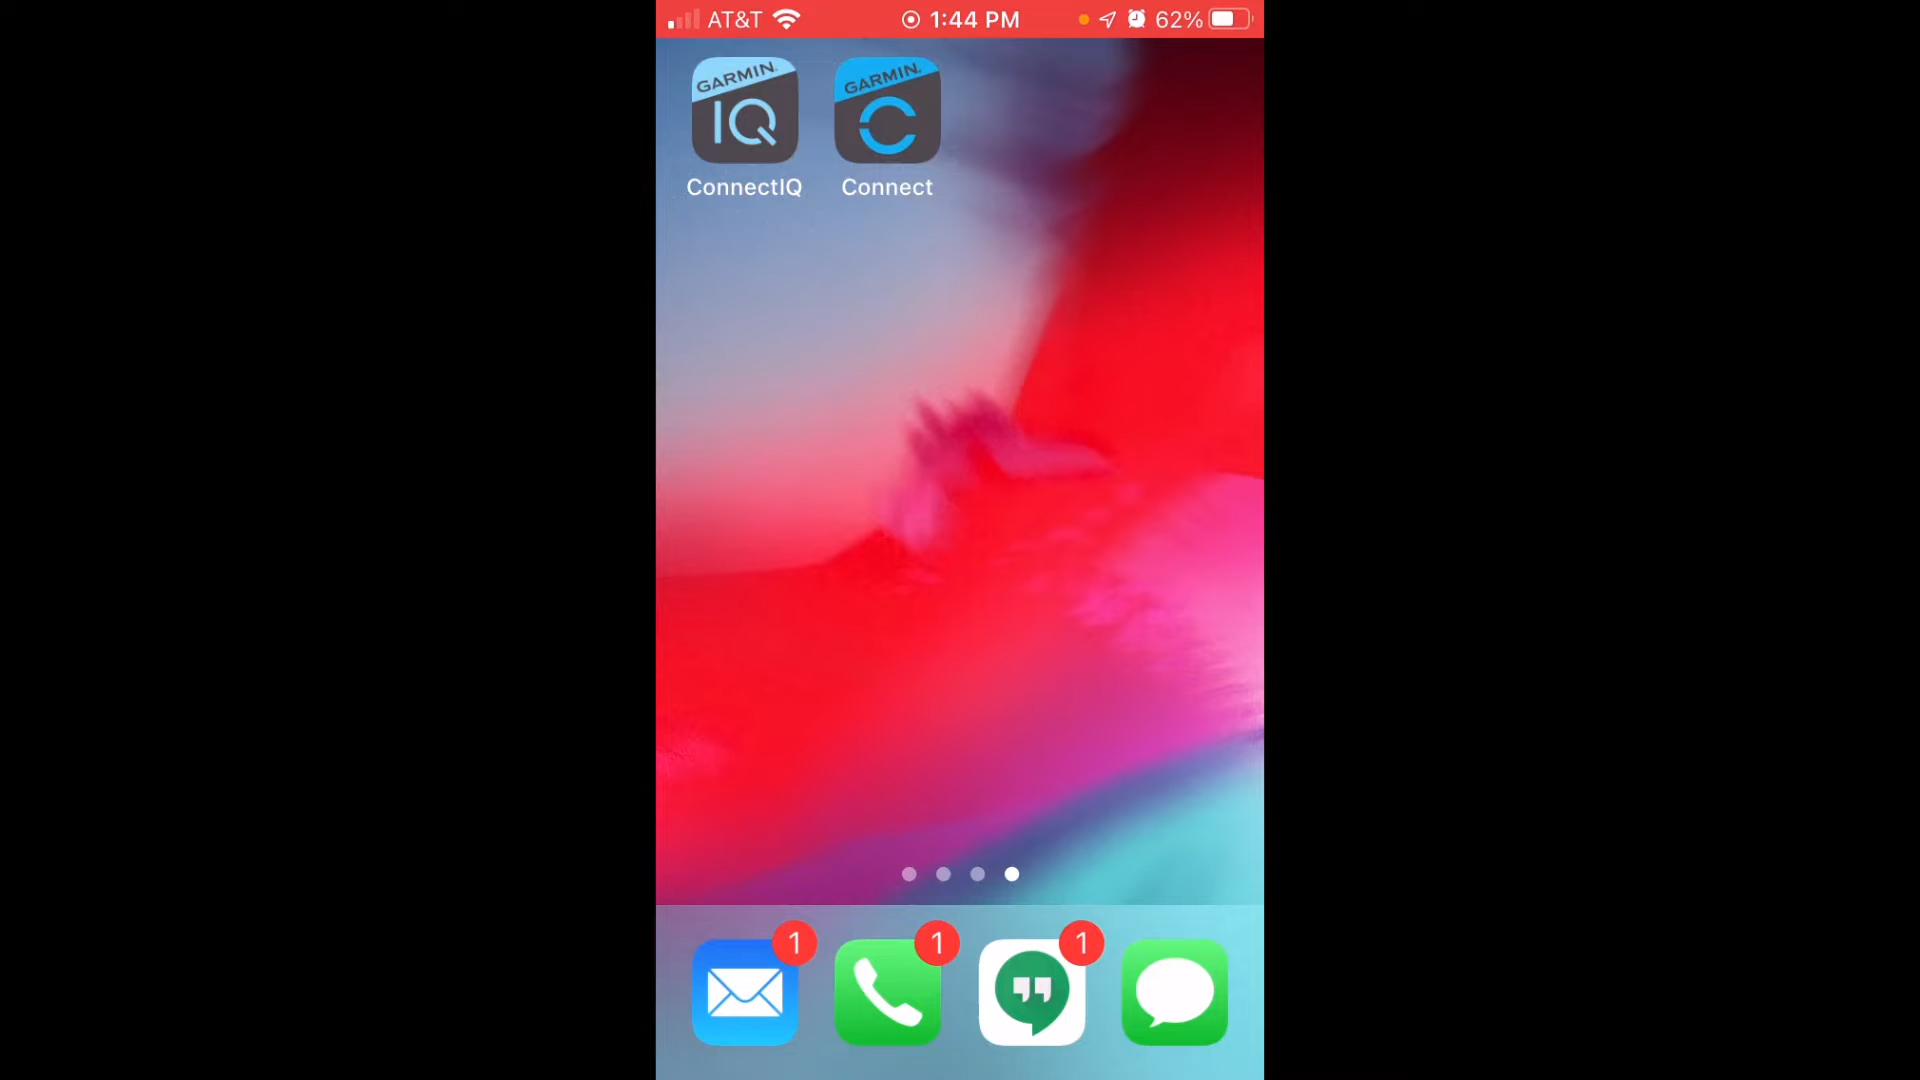 AT&T 1:44 PM 62%
GARMIN. GARMIN.
IQ C
ConnectIQ Connect
1 1 1